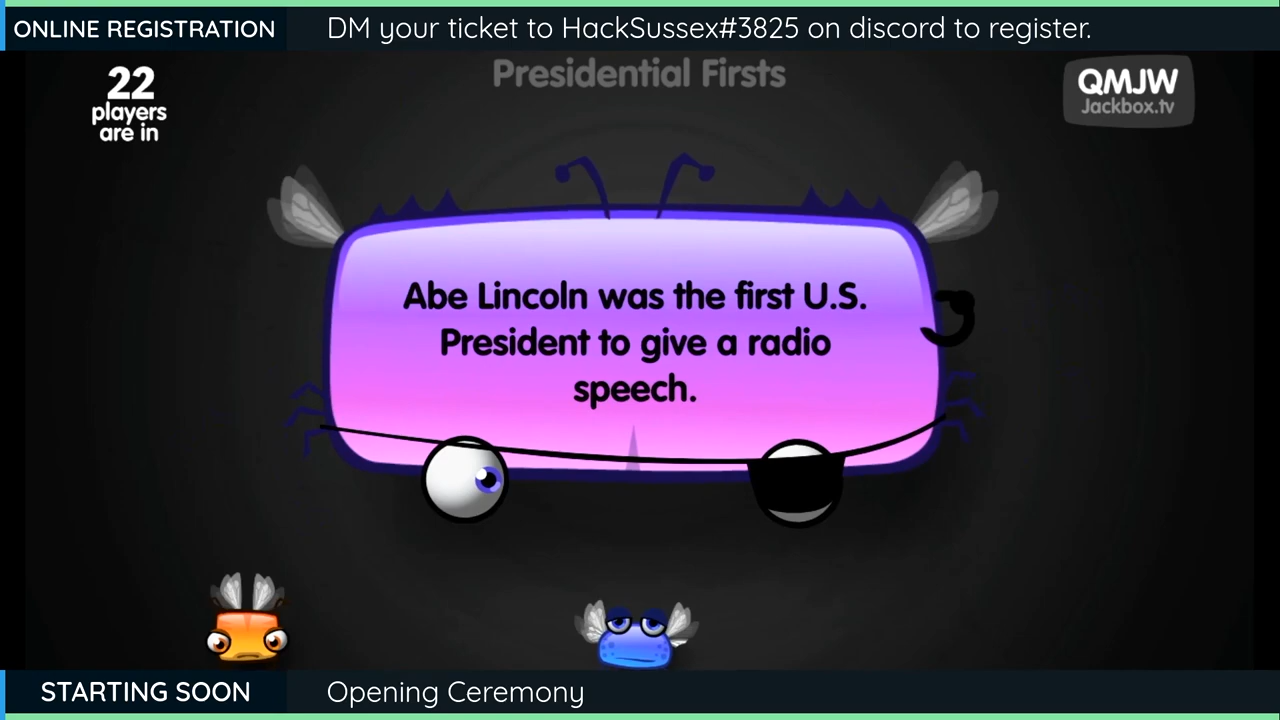 ONLINE REGISTRATION
DM your ticket to HackSussex#3825 on discord to register.
22
players
are in
Presidential Firsts
QMJW
Jackbox.tv
Abe Lincoln was the first U.S.
President to give a radio
speech.
STARTING SOON
Opening Ceremony